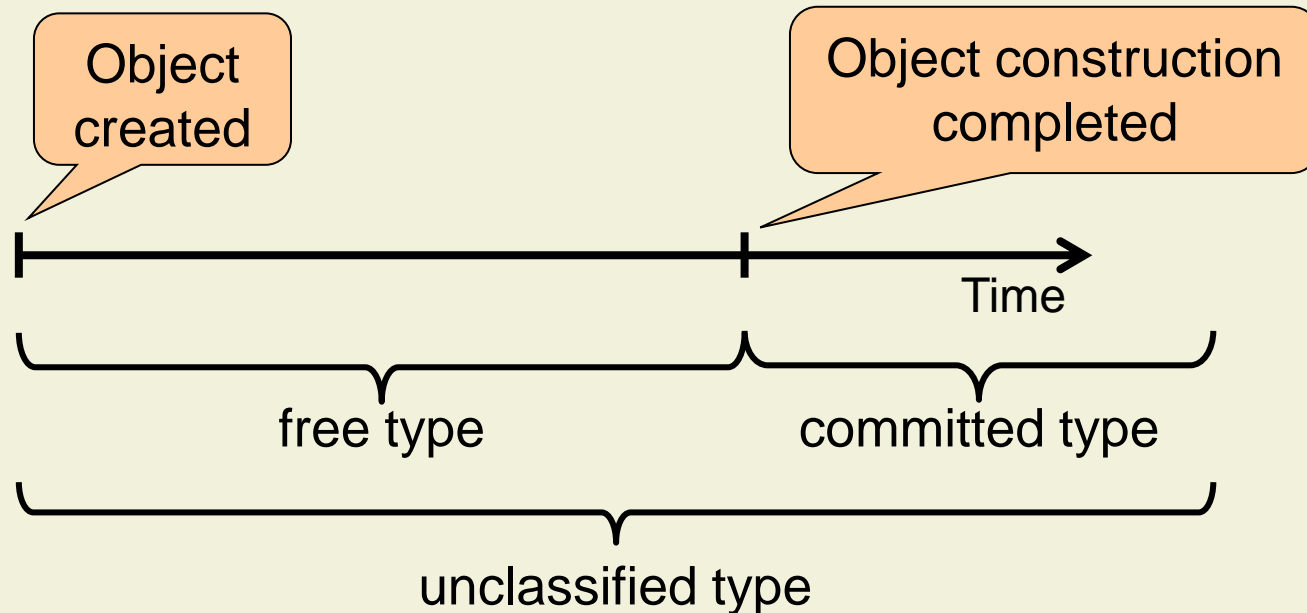 Object
created
Object construction
completed
Time
free type
committed type
unclassified type